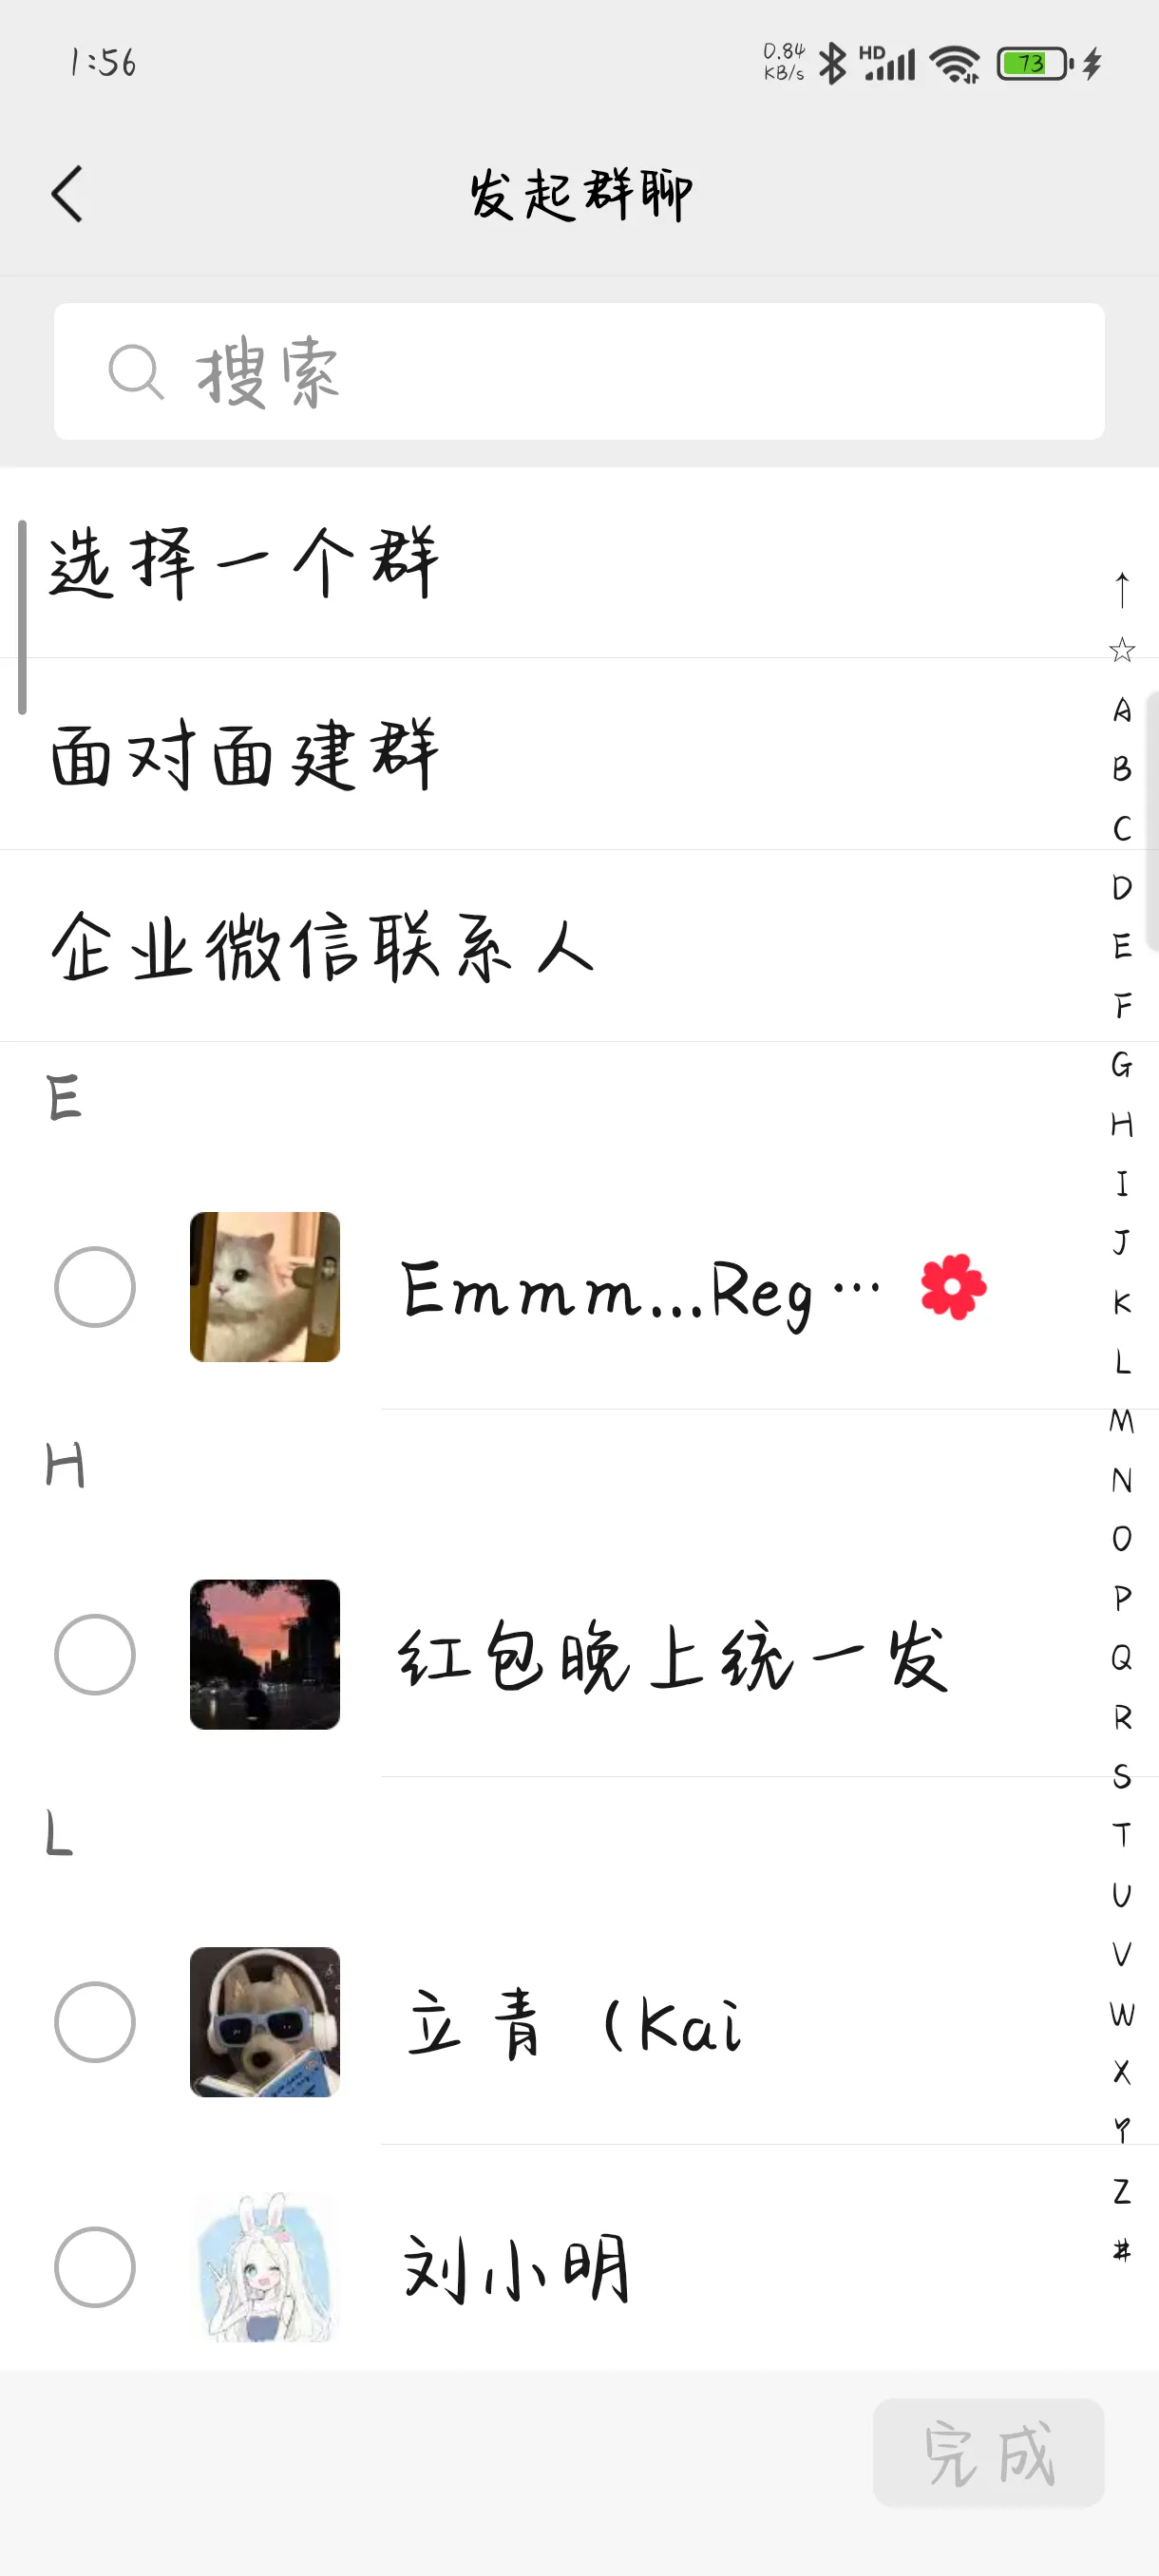 1:56
0.84
KB/s
HD
73
发起群聊
搜索
选择一个群
面对面建群
企业微信联系人
E
Emmm...Reg…
H
红包晚上统一发
L
立青（Kai
刘小明
↑
☆
A
B
C
D
E
F
G
H
I
J
K
L
M
N
O
P
Q
R
S
T
U
V
W
X
Y
Z
#
完成